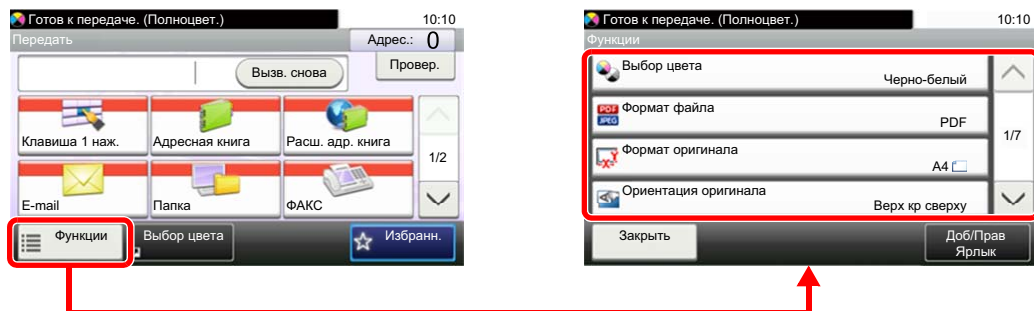 Готов к передаче. (Полноцвет.)
10:10
Передать
Адрес.: 0
Вызв. снова
Провер.
Клавиша 1 наж.
Адресная книга
Расш. адр. книга
1/2
E-mail
Папка
ФАКС
Функции
Выбор цвета
Избранн.
Готов к передаче. (Полноцвет.)
10:10
Функции
Выбор цвета
Черно-белый
PDF
JPEG
Формат файла
PDF
1/7
Формат оригинала
A4
Ориентация оригинала
Верх кр сверху
Закрыть
Доб/Прав
Ярлык